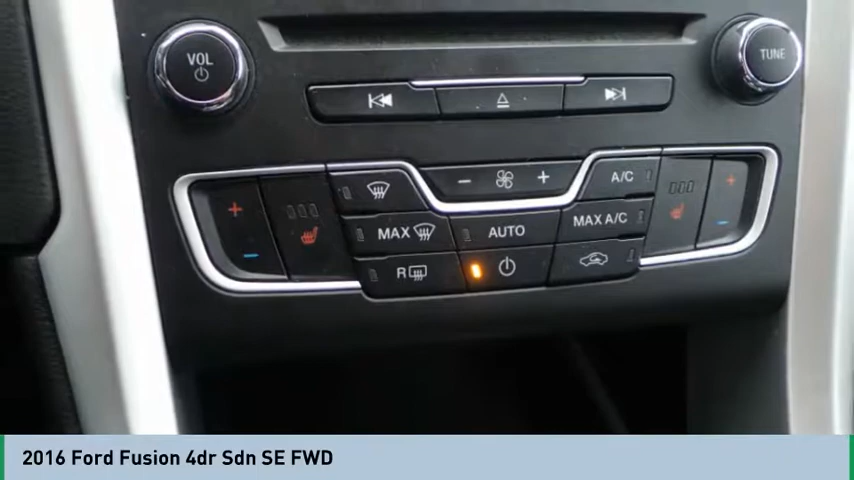 VOL
TUNE
A/C
MAX
AUTO
MAX A/C
R
2016 Ford Fusion 4dr Sdn SE FWD